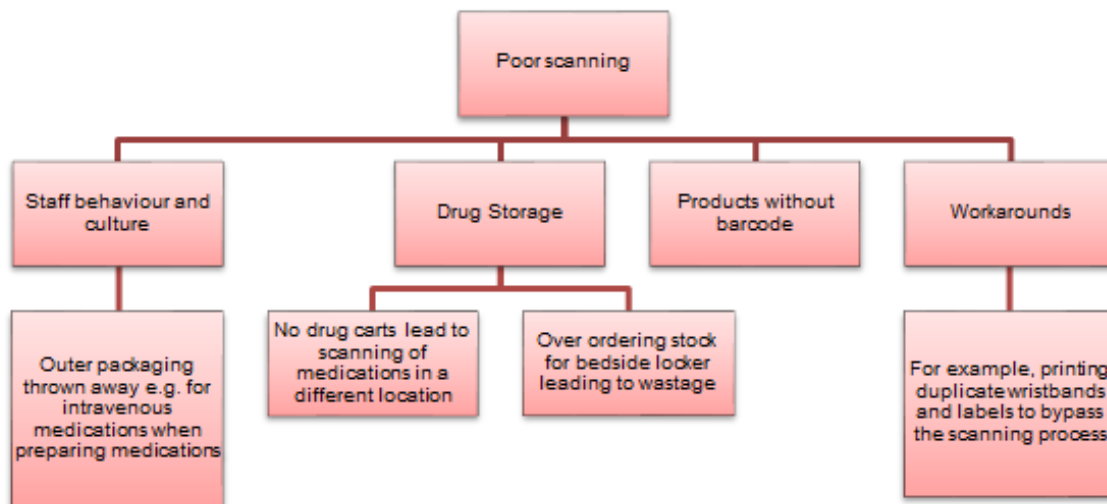 Poor scanning
Staff behaviour and
culture
Drug Storage
Products without
barcode
Workarounds
Outer packaging
thrown away e.g. for
intravenous
medications when
preparing medications
No drug carts lead to
scanning of
medications in a
different location
Over ordering stock
for bedside locker
leading to wastage
For example, printing
duplicate wristbands
and labels to bypass
the scanning process